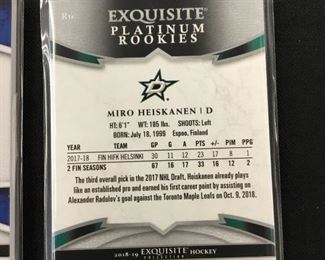 R11
EXQUISITE
PLATINUM
ROOKIES
MIRO HEISKANEN | D
HT: 6'1" WT: 185 lbs. SHOOTS: Left
BORN: July 18, 1999 Espoo, Finland
YEAR TEAM GP G A PTS +/- PIM PPG
2017-18 FIN HIFK HELSINKI 30 11 12 23 17 8 1
2 FIN SEASONS 67 16 17 33 16 12 2
The third overall pick in the 2017 NHL Draft, Heiskanen already plays
like an established pro and earned his first career point by assisting on
Alexander Radulov's goal against the Toronto Maple Leafs on Oct. 9, 2018.
2018-19 EXQUISITE COLLECTION HOCKEY